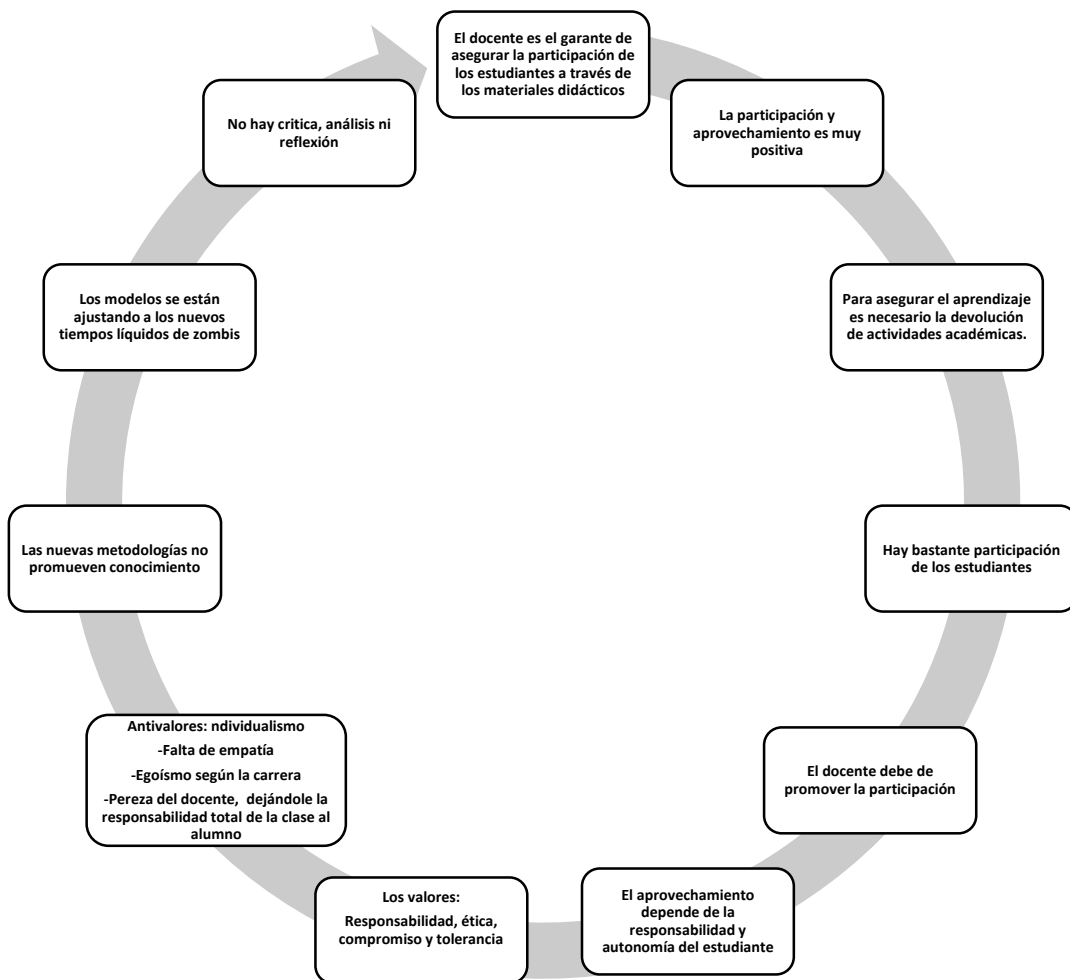 El docente es el garante de
asegurar la participación de
los estudiantes a través de
los materiales didácticos
La participación y
aprovechamiento es muy
positiva
Para asegurar el aprendizaje
es necesario la devolución
de actividades académicas.
Hay bastante participación
de los estudiantes
El docente debe de
promover la participación
El aprovechamiento
depende de la
responsabilidad y
autonomía del estudiante
Los valores:
Responsabilidad, ética,
compromiso y tolerancia
Antivalores: ndividualismo
-Falta de empatía
-Egoísmo según la carrera
-Pereza del docente, dejándole la
responsabilidad total de la clase al
alumno
Las nuevas metodologías no
promueven conocimiento
Los modelos se están
ajustando a los nuevos
tiempos líquidos de zombis
No hay critica, análisis ni
reflexión